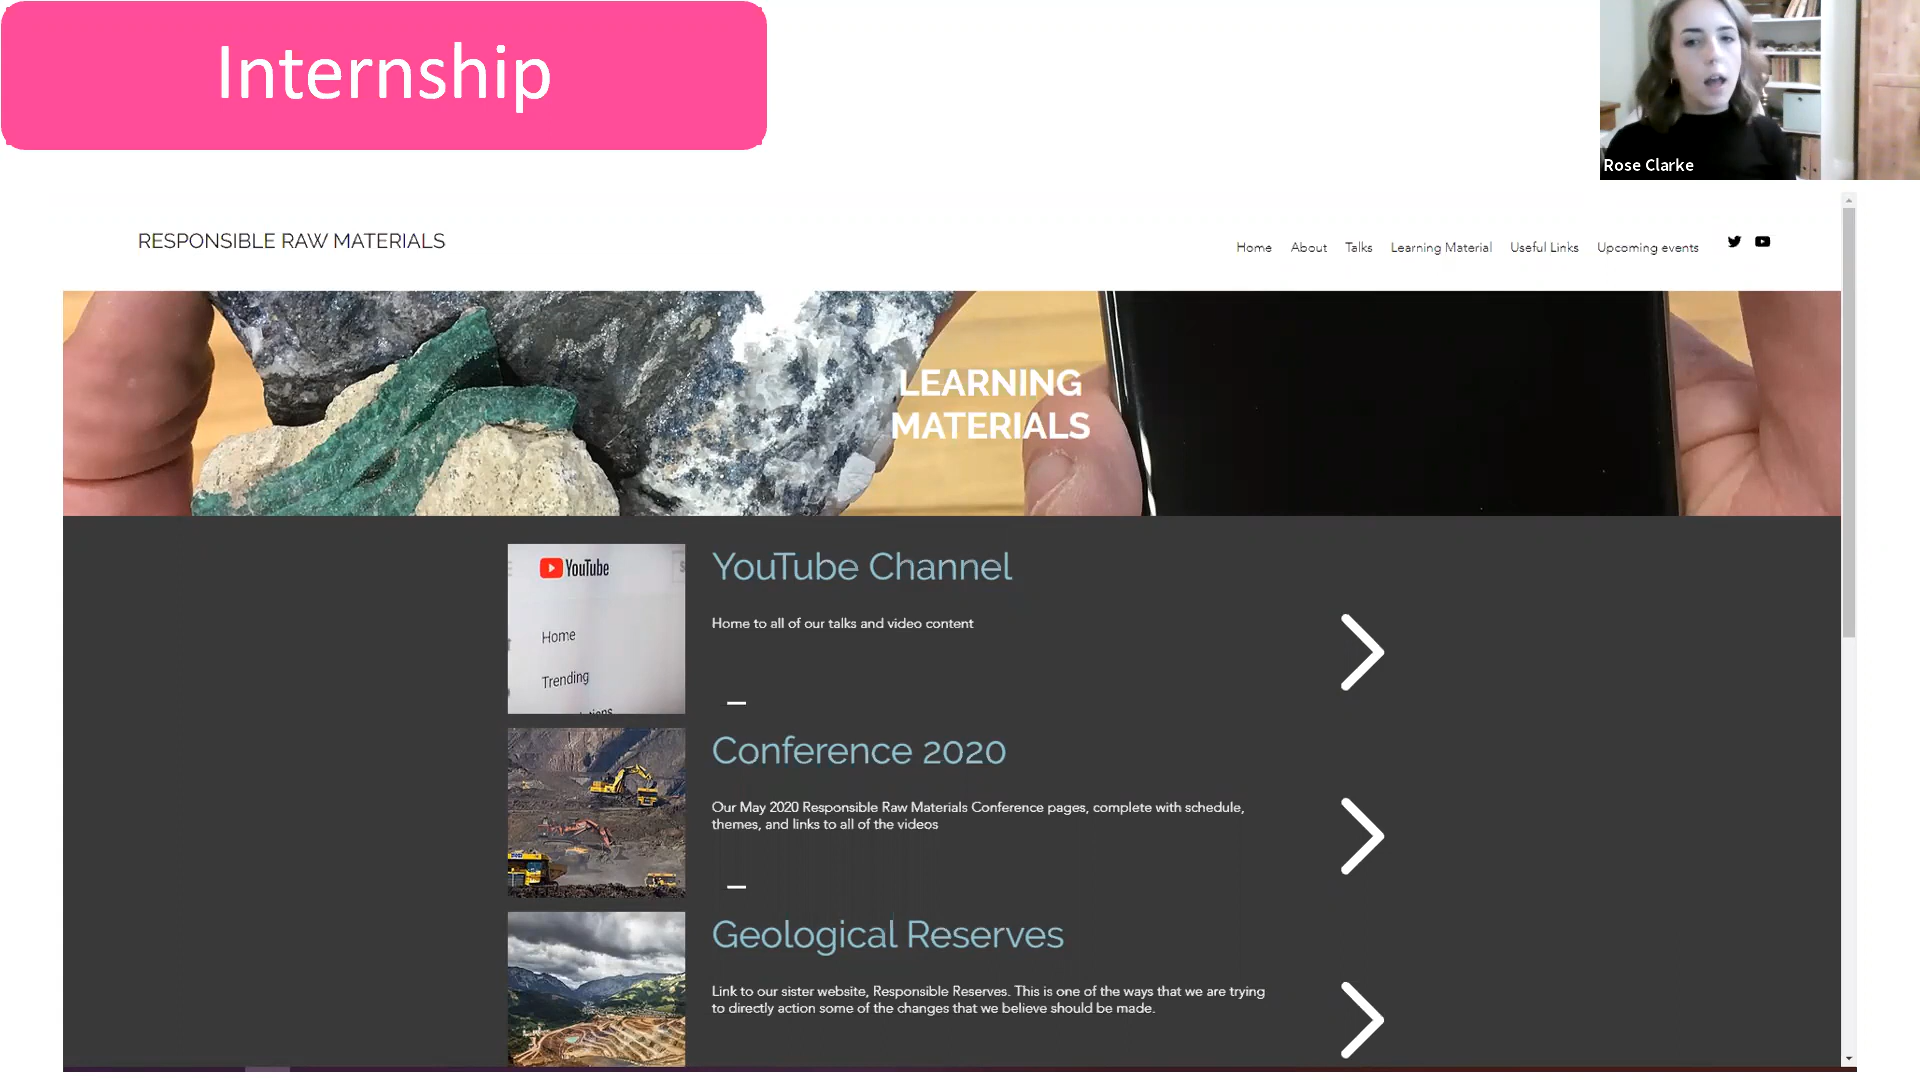 Internship
Rose Clarke
RESPONSIBLE RAW MATERIALS
Home About Talks Learning Material Useful Links Upcoming events
LEARNING
MATERIALS
YouTube
Home
Trending
YouTube Channel
Home to all of our talks and video content
Conference 2020
Our May 2020 Responsible Raw Materials Conference pages, complete with schedule,
themes, and links to all of the videos
Geological Reserves
Link to our sister website, Responsible Reserves. This is one of the ways that we are trying
to directly action some of the changes that we believe should be made.